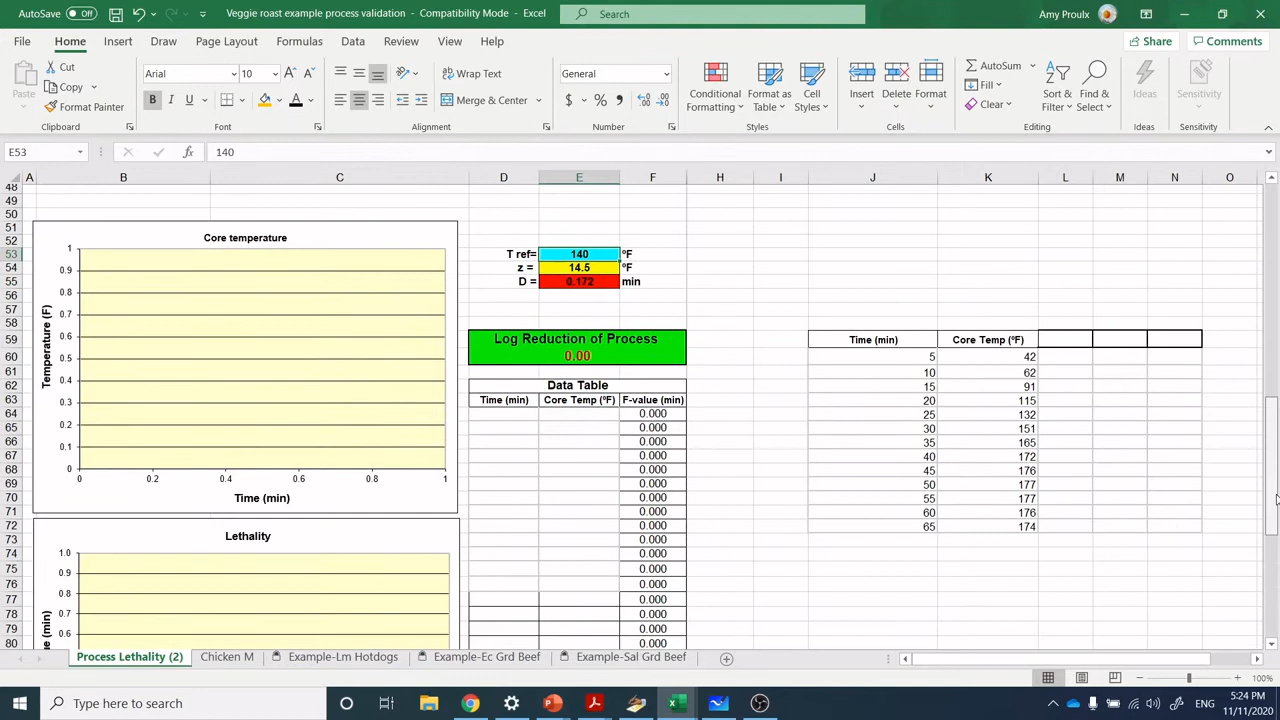 AutoSave Off Veggie roast example process validation - Compatibility Mode - Excel Search Amy Proulx
File Home Insert Draw Page Layout Formulas Data Review View Help Share Comments
Paste Cut Copy Format Painter Clipboard
Arial 10 B I U A Font
Wrap Text Merge & Center Alignment
General $ % , Number
Conditional Formatting Format as Table Cell Styles Styles
Insert Delete Format Cells
AutoSum Fill Clear Sort & Filter Find & Select Editing
Ideas Ideas Sensitivity Sensitivity
E53 fx 140
A B C D E F H I J K L M N O
48
49
50
51
52
53 T ref= 140 ºF
54 z = 14.5 ºF
55 D = 0.172 min
56
57
58
59 Log Reduction of Process Time (min) Core Temp (ºF)
60 0.00 5 42
61 10 62
62 Data Table 15 91
63 Time (min) Core Temp (ºF) F-value (min) 20 115
64 0.000 25 132
65 0.000 30 151
66 0.000 35 165
67 0.000 40 172
68 0.000 45 176
69 0.000 50 177
70 0.000 55 177
71 0.000 60 176
72 0.000 65 174
73 0.000
74 0.000
75 0.000
76 0.000
77 0.000
78 0.000
79 0.000
80 0.000
Core temperature
Temperature (F)
1
0.9
0.8
0.7
0.6
0.5
0.4
0.3
0.2
0.1
0
0 0.2 0.4 0.6 0.8 1
Time (min)
Lethality
1.0
0.9
0.8
0.7
0.6
(min)
Process Lethality (2) Chicken M Example-Lm Hotdogs Example-Ec Grd Beef Example-Sal Grd Beef
100%
Type here to search
ENG
5:24 PM
11/11/2020